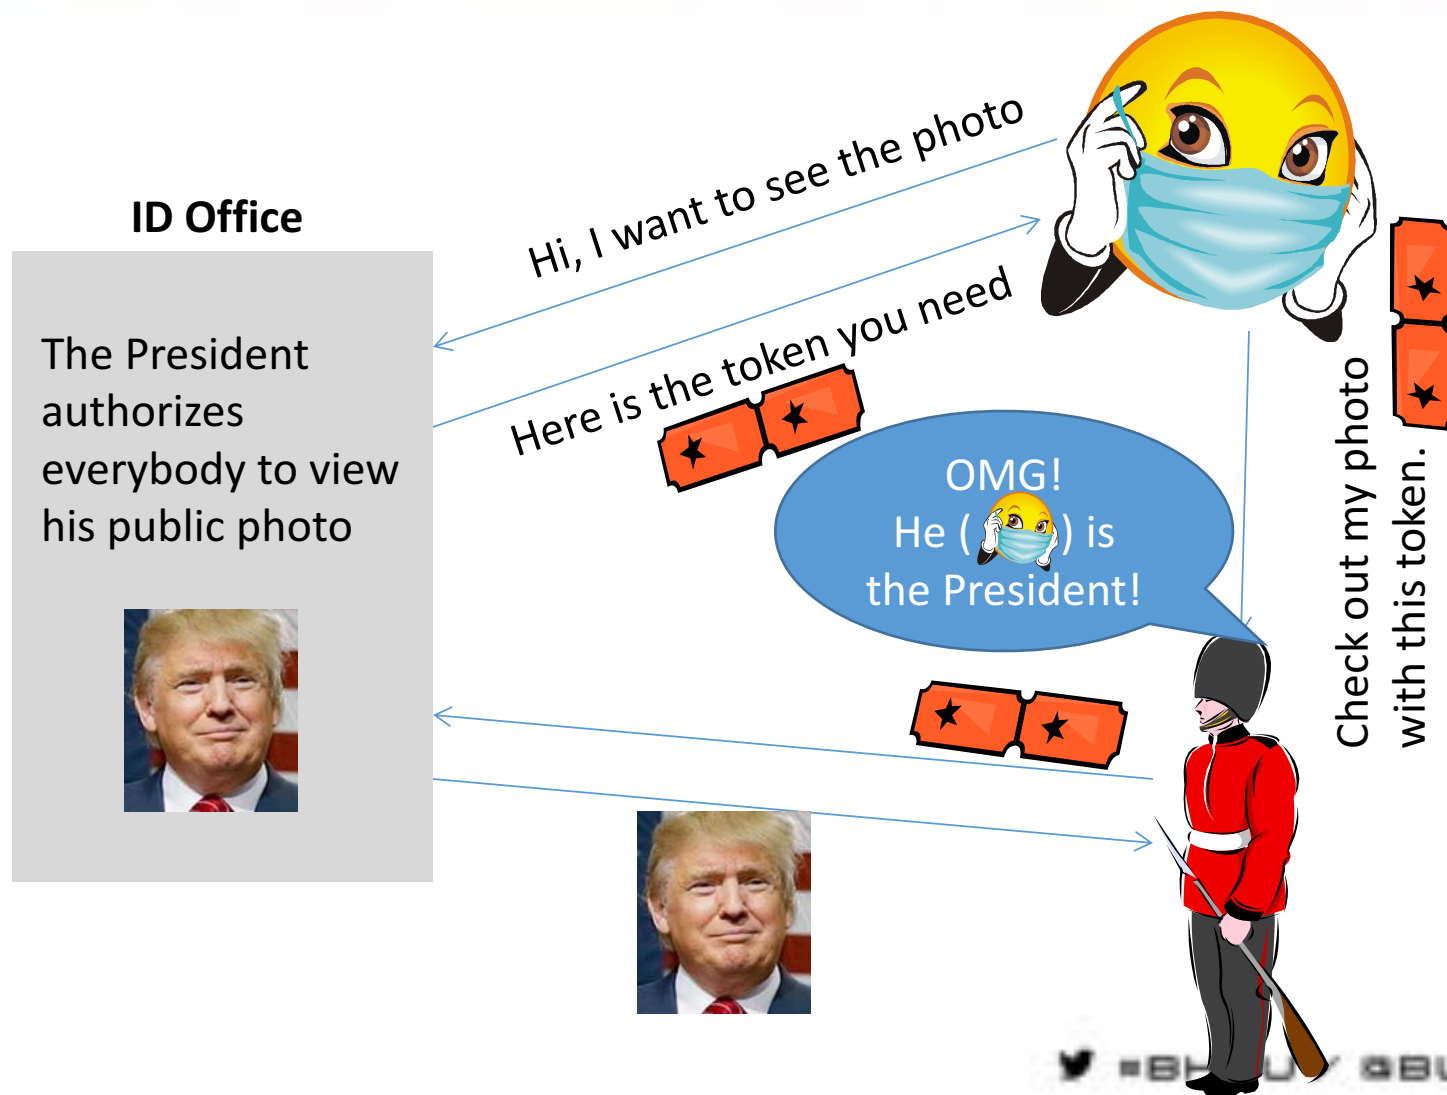 Hi, I want to see the photo
ID Office
Here is the token you need
The President
authorizes
everybody to view
his public photo
OMG!
He ( ) is
the President!
Check out my photo
with this token.